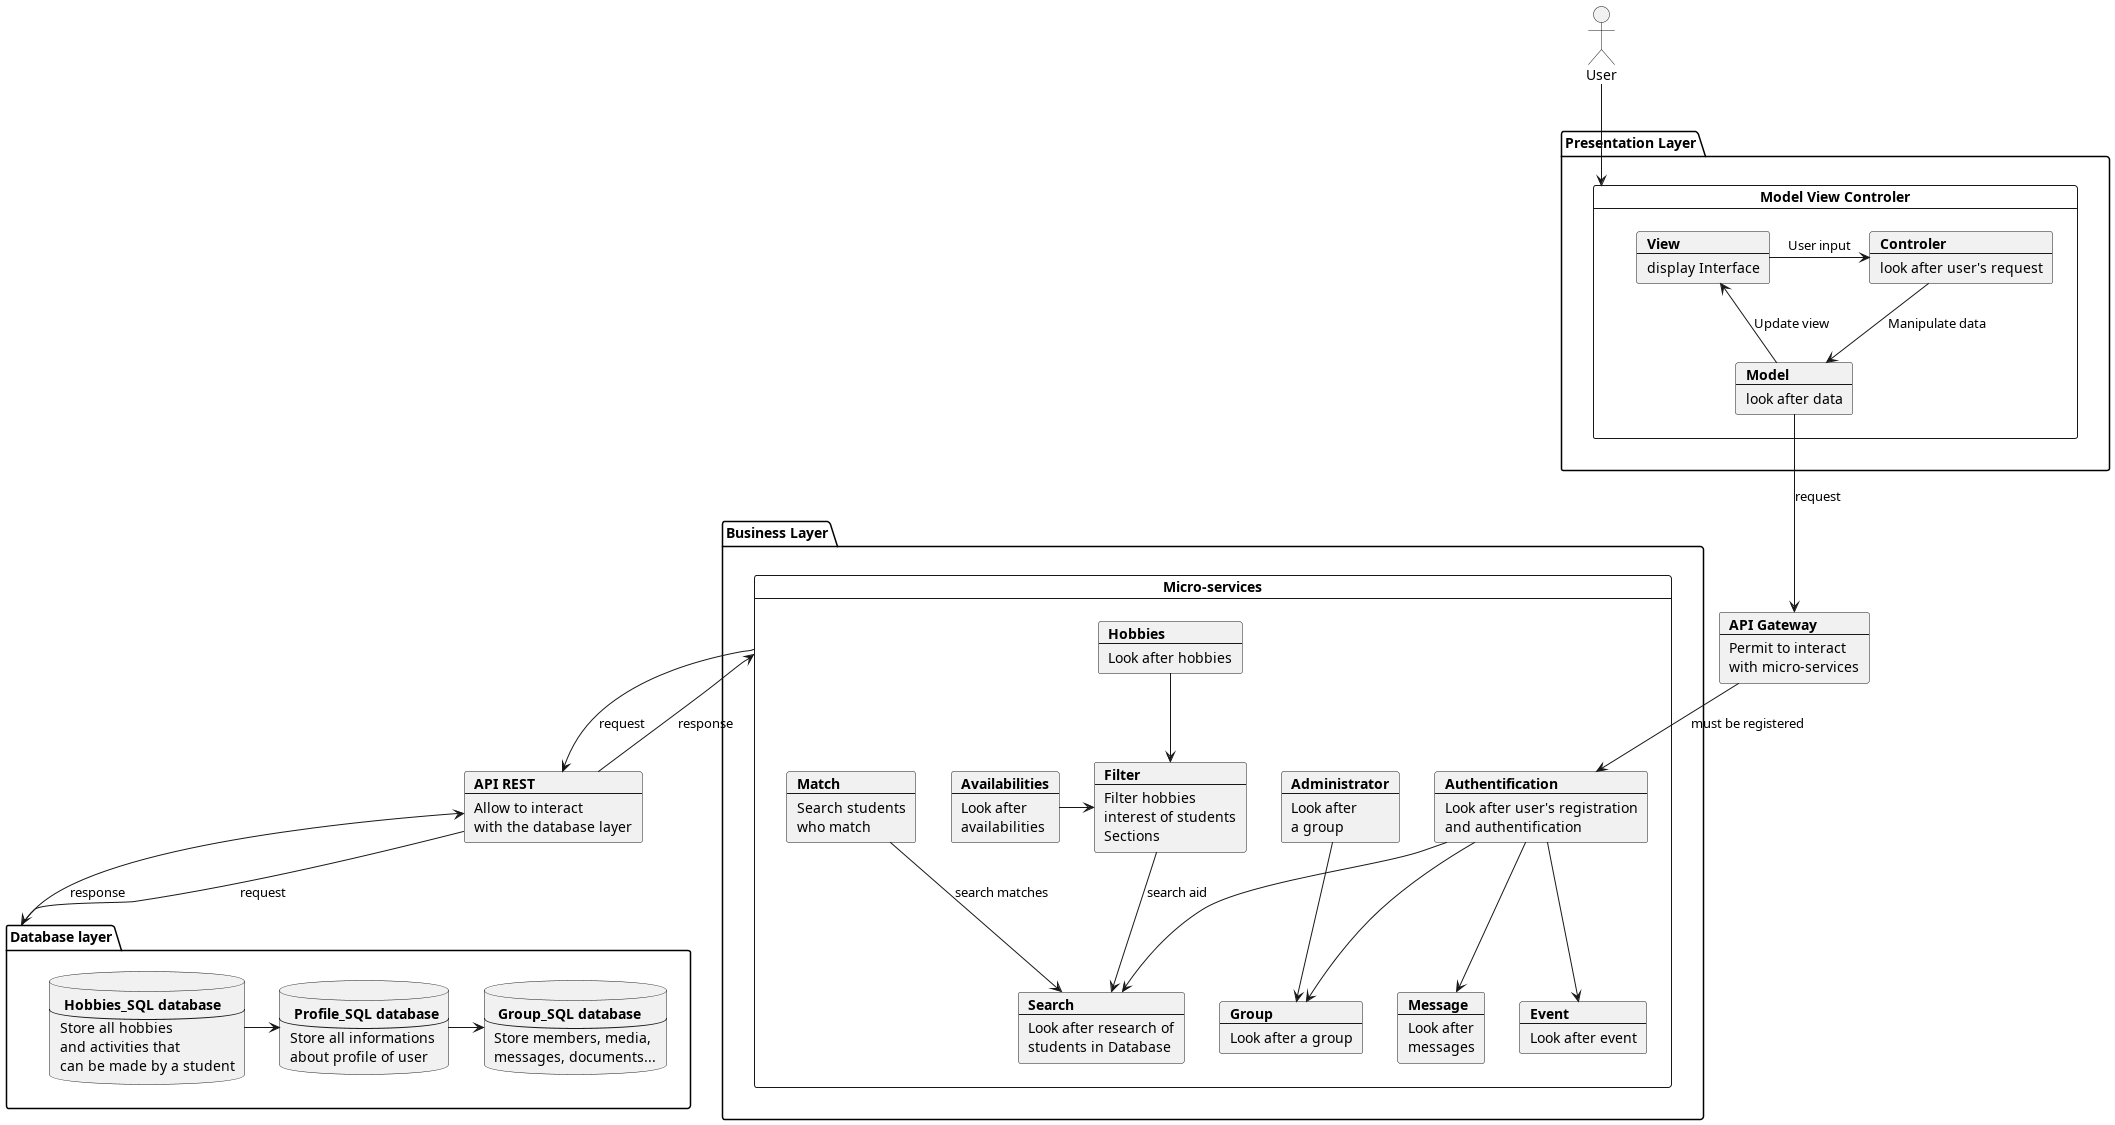 User
Presentation Layer
Model View Controler
View
display Interface
User input
Controler
look after user's request
Update view
Manipulate data
Model
look after data
request
Business Layer
Micro-services
Hobbies
Look after hobbies
API Gateway
Permit to interact
with micro-services
request
response
must be registered
API REST
Allow to interact
with the database layer
Match
Search students
who match
Availabilities
Look after
availabilities
Filter
Filter hobbies
interest of students
Sections
Administrator
Look after
a group
Authentification
Look after user's registration
and authentification
response
request
search matches
search aid
Database layer
Hobbies_SQL database
Store all hobbies
and activities that
can be made by a student
Profile_SQL database
Store all informations
about profile of user
Group_SQL database
Store members, media,
messages, documents...
Search
Look after research of
students in Database
Group
Look after a group
Message
Look after
messages
Event
Look after event